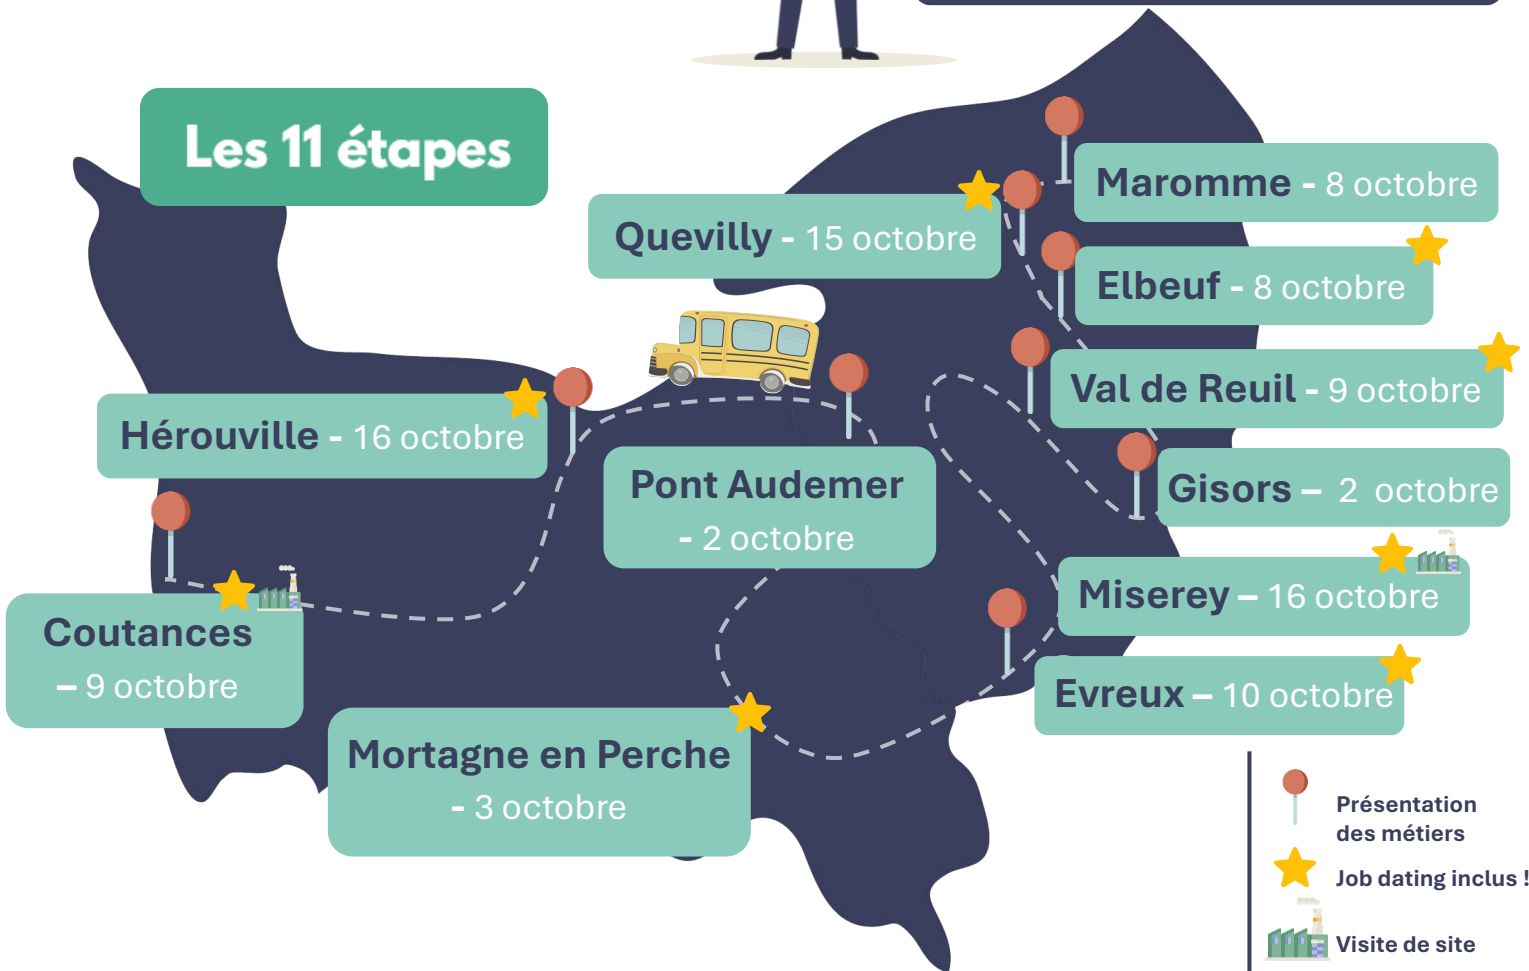 Les 11 étapes
Maromme - 8 octobre
Quevilly - 15 octobre
Elbeuf - 8 octobre
Val de Reuil - 9 octobre
Hérouville - 16 octobre
Pont Audemer
- 2 octobre
Gisors – 2 octobre
Miserey – 16 octobre
Coutances
– 9 octobre
Evreux – 10 octobre
Mortagne en Perche
- 3 octobre
Présentation
des métiers
Job dating inclus !
Visite de site